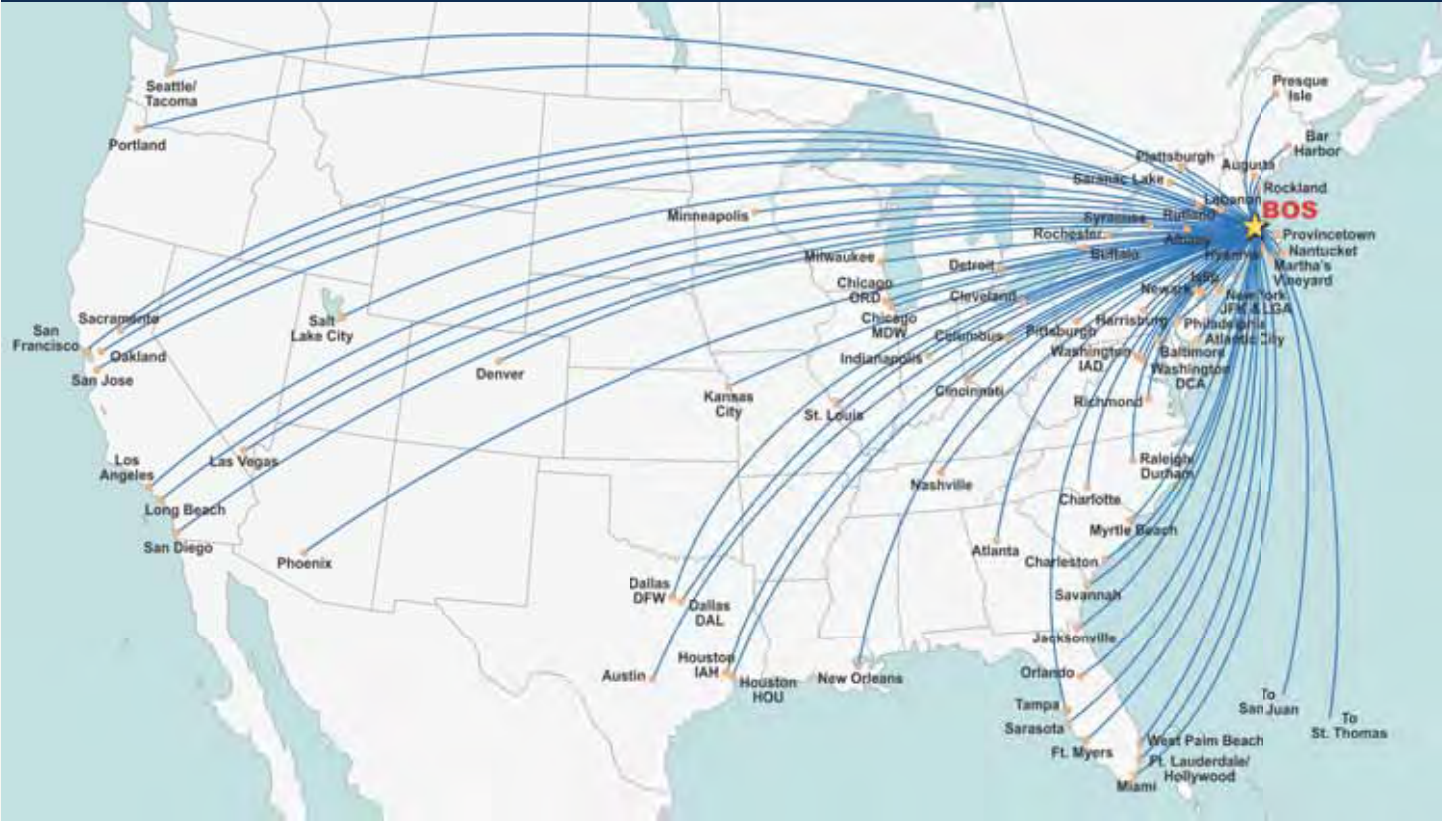 Seattle/
Tacoma
Portland
Presque
Isle
Bar
Harbor
Plattsburgh
Augusta
Saranac Lake
Rockland
Lebanon
BOS
Minneapolis
Syracuse
Rutland
Rochester
Albany
Provincetown
Buffalo
Hyannis
Nantucket
Martha's
Vineyard
Milwaukee
Detroit
Islip
Chicago
ORD
Cleveland
Newark
New York
JFK & LGA
Chicago
MDW
Harrisburg
Philadelphia
Columbus
Pittsburgh
Atlantic City
Sacramento
Salt
Lake City
San
Francisco
Oakland
San Jose
Denver
Indianapolis
Washington
IAD
Baltimore
Washington
DCA
Kansas
City
St. Louis
Cincinnati
Richmond
Los
Angeles
Las Vegas
Raleigh/
Durham
Nashville
Charlotte
Long Beach
San Diego
Phoenix
Myrtle Beach
Atlanta
Charleston
Dallas
DFW
Dallas
DAL
Savannah
Jacksonville
Austin
Houston
IAH
Houston
HOU
New Orleans
Orlando
To
San Juan
Tampa
Sarasota
To
St. Thomas
Ft. Myers
West Palm Beach
Ft. Lauderdale/
Hollywood
Miami